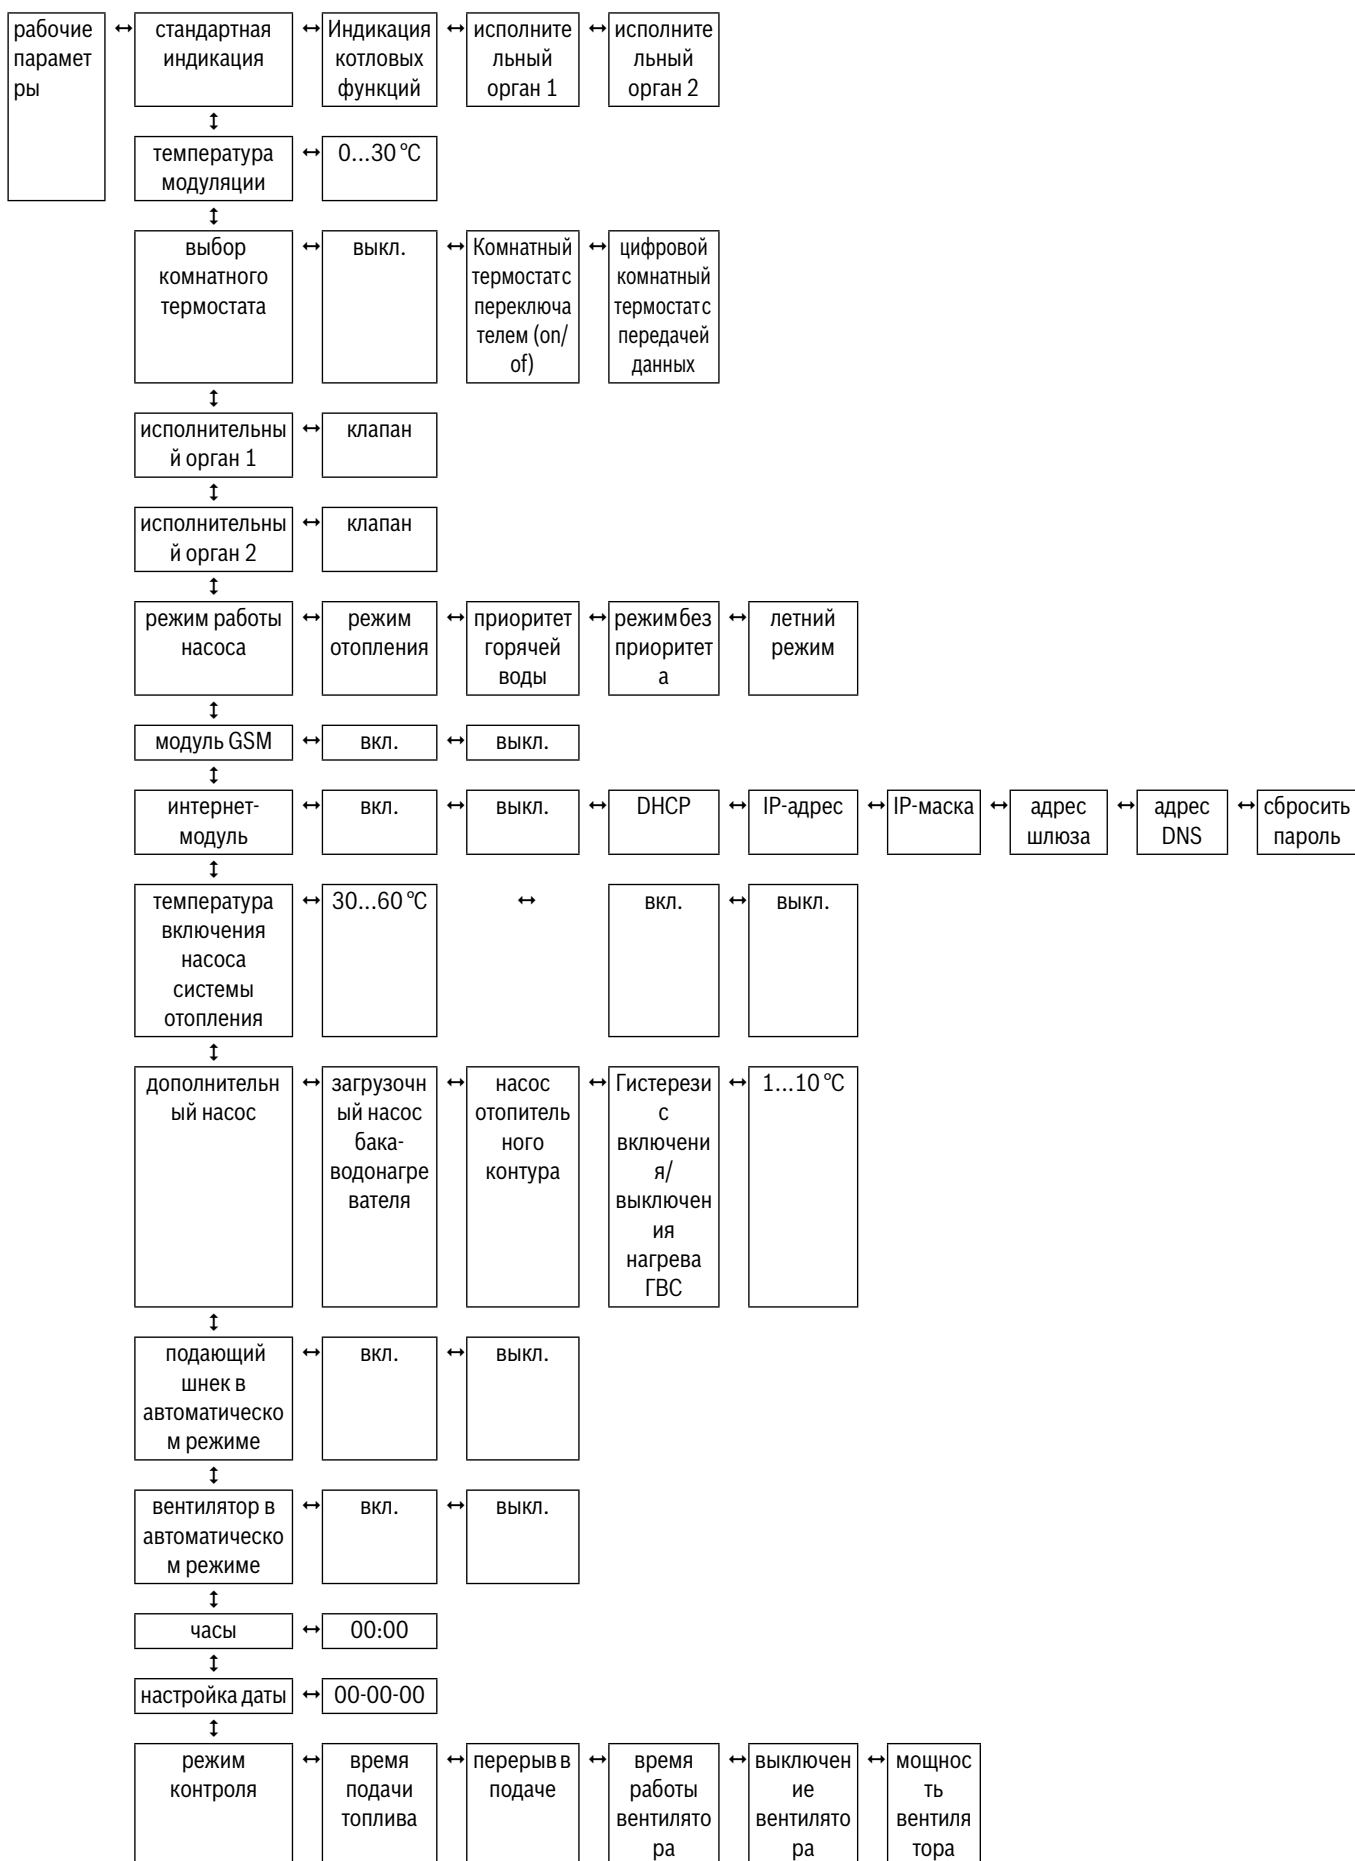 рабочие
парамет
ры
стандартная
индикация
Индикация
котловых
функций
исполните
льный
орган 1
исполните
льный
орган 2
температура
модуляции
0...30 °C
выбор
комнатного
термостата
выкл.
Комнатный
термостат с
переключа
телем (on/
of)
цифровой
комнатный
термостат с
передачей
данных
исполнительны
й орган 1
клапан
исполнительны
й орган 2
клапан
режим работы
насоса
режим
отопления
приоритет
горячей
воды
режим без
приоритет
а
летний
режим
модуль GSM
вкл.
выкл.
интернет-
модуль
вкл.
выкл.
DHCP
IP-адрес
IP-маска
адрес
шлюза
адрес
DNS
сбросить
пароль
температура
включения
насоса
системы
отопления
30...60 °C
вкл.
выкл.
дополнительн
ый насос
загрузочн
ый насос
бака-
водонагре
вателя
насос
отопитель
ного
контура
Гистерези
с
включени
я/
выключен
ия
нагрева
ГВС
1...10 °C
подающий
шнек в
автоматическо
м режиме
вкл.
выкл.
вентилятор в
автоматическо
м режиме
вкл.
выкл.
часы
00:00
настройка даты
00-00-00
режим
контроля
время
подачи
топлива
перерыв в
подаче
время
работы
вентилято
ра
выключен
ие
вентилято
ра
мощнос
ть
вентиля
тора